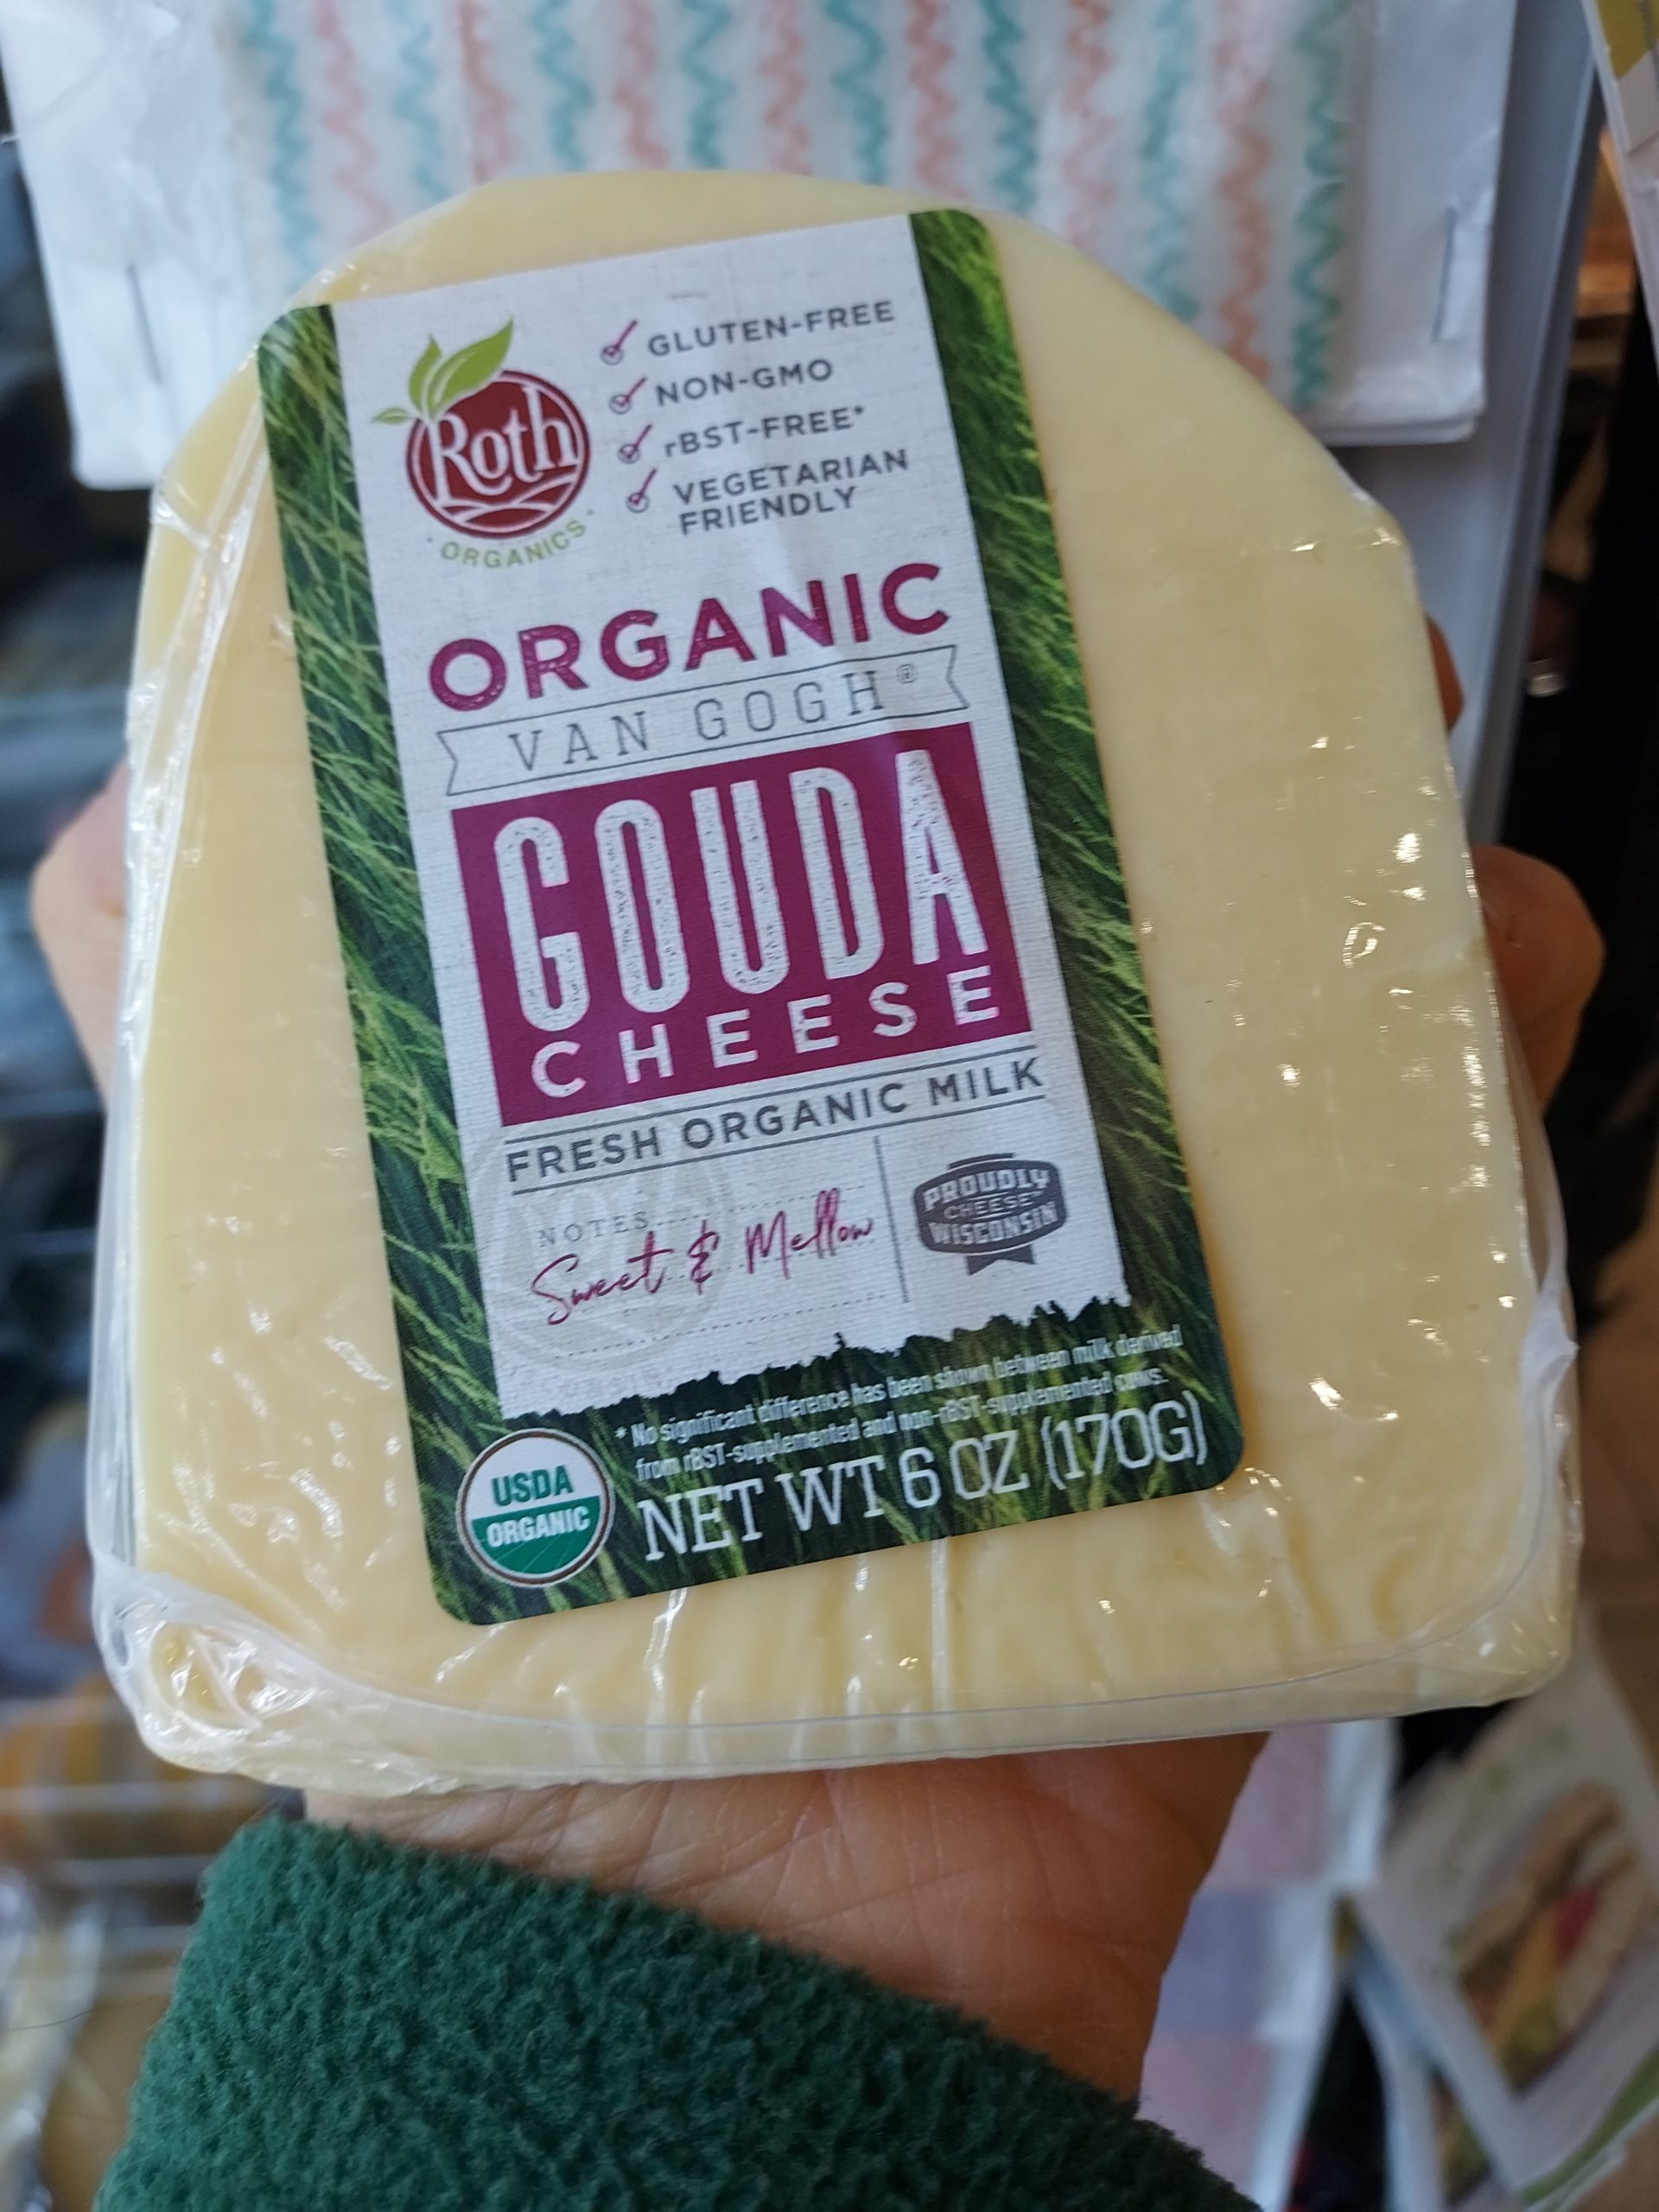 Roth
ORGANICS
GLUTEN-FREE
NON-GMO
rBST-FREE*
VEGETARIAN
FRIENDLY
ORGANIC
VAN GOGH®
GOUDA
CHEESE
FRESH ORGANIC MILK
NOTES
Sweet & Mellow
PROUDLY
WISCONSIN
CHEESE™
* No significant difference has been shown between milk derived
from rBST-supplemented and non-rBST-supplemented cows.
USDA
ORGANIC
NET WT 6 OZ (170G)